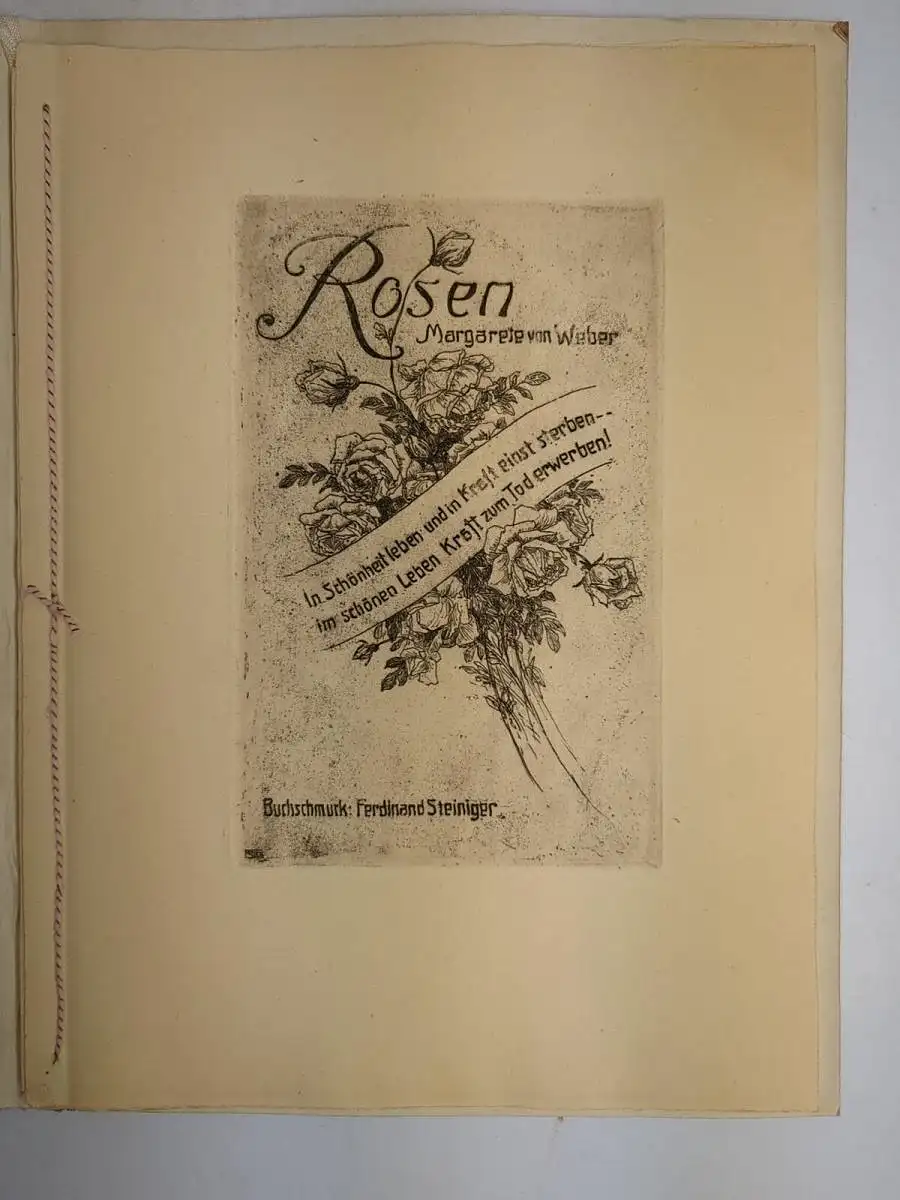 Rosen
Margarete von Weber
In Schönheit leben und in Kraft einst sterben--
im schönen Leben Kraft zum Tod erwerben!
Buchschmuck: Ferdinand Steiniger